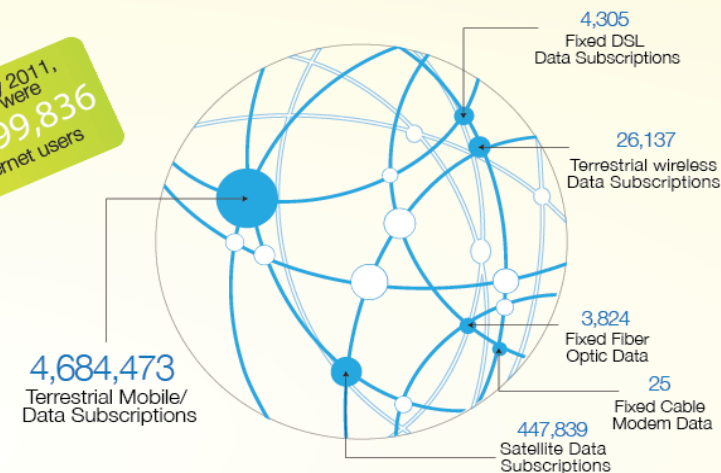 2011,
were
99,836
users
4,305
Fixed DSL
Data Subscriptions
26,137
Terrestrial wireless
Data Subscriptions
4,684,473
Terrestrial Mobile/
Data Subscriptions
3,824
Fixed Fiber
Optic Data
25
Fixed Cable
Modem Data
447,839
Satellite Data
Subscriptions